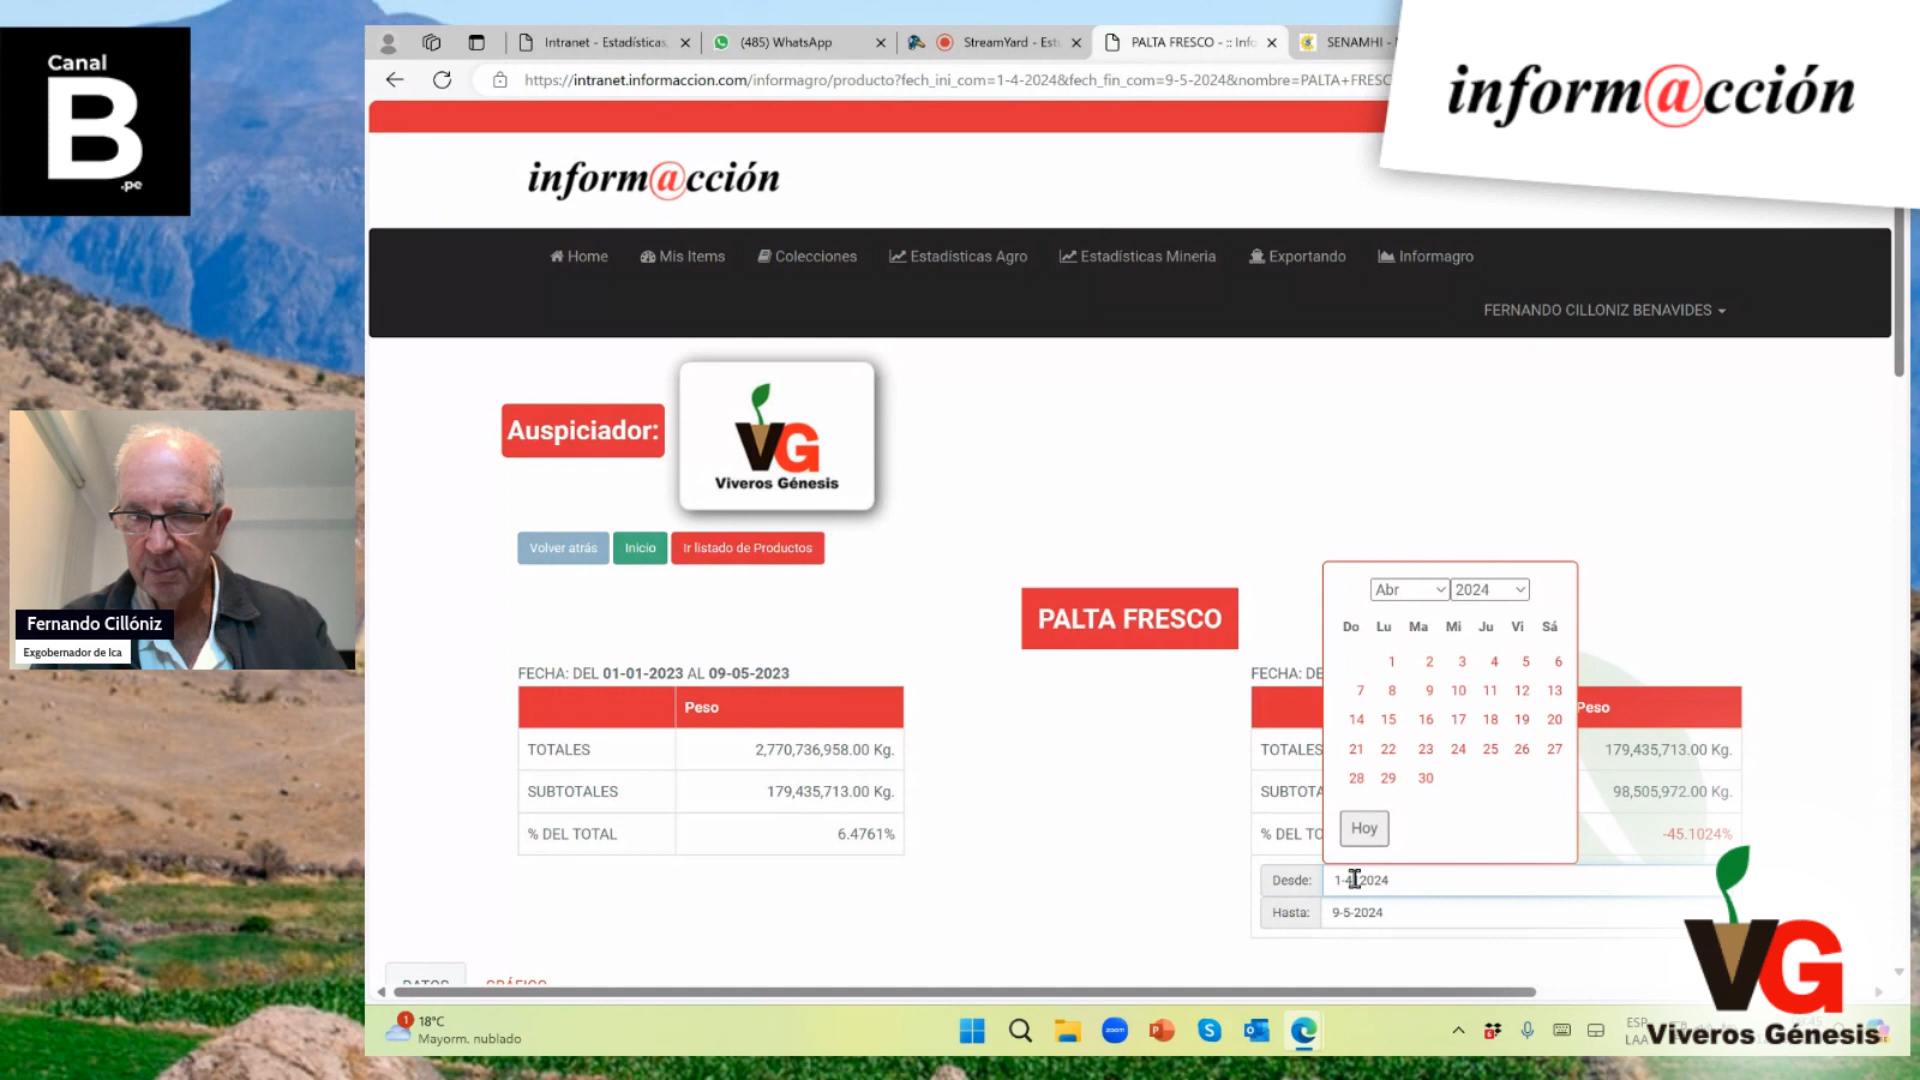 Canal
B
.pe
Intranet - Estadísticas,
(485) WhatsApp
StreamYard - Est
PALTA FRESCO - :: Info
SENAMHI -
https://intranet.informaccion.com/informagro/producto?fech_ini_com=1-4-2024&fech_fin_com=9-5-2024&nombre=PALTA+FRESC
inform@cción
inform@cción
Home
Mis Items
Colecciones
Estadísticas Agro
Estadísticas Mineria
Exportando
Informagro
FERNANDO CILLONIZ BENAVIDES
Auspiciador:
VG
Viveros Génesis
Volver atrás
Inicio
Ir listado de Productos
PALTA FRESCO
Fernando Cillóniz
Exgobernador de Ica
FECHA: DEL 01-01-2023 AL 09-05-2023
Peso
TOTALES 2,770,736,958.00 Kg.
SUBTOTALES 179,435,713.00 Kg.
% DEL TOTAL 6.4761%
FECHA: DE
Peso
TOTALES 179,435,713.00 Kg.
SUBTOTA 98,505,972.00 Kg.
% DEL TO -45.1024%
Abr 2024
Do Lu Ma Mi Ju Vi Sá
1 2 3 4 5 6
7 8 9 10 11 12 13
14 15 16 17 18 19 20
21 22 23 24 25 26 27
28 29 30
Hoy
Desde: 1-4-2024
Hasta: 9-5-2024
DATOS
GRÁFICO
1
18°C
Mayorm. nublado
zoom
ESP
LAA
VG
Viveros Génesis